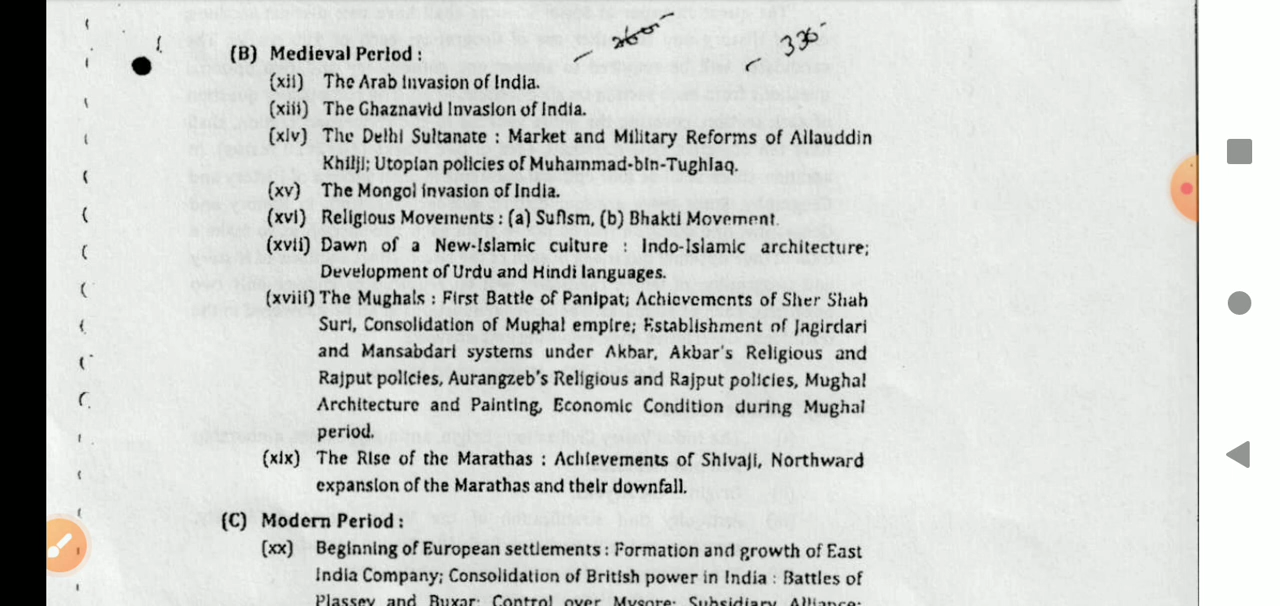 (B) Medieval Period :
(xii) The Arab Invasion of India.
(xiii) The Ghaznavid Invasion of India.
(xiv) The Delhi Sultanate : Market and Military Reforms of Allauddin
Khilji; Utopian policies of Muhammad-bin-Tughlaq.
(xv) The Mongol invasion of India.
(xvi) Religious Movements : (a) Sufism, (b) Bhakti Movement.
(xvii) Dawn of a New-Islamic culture : Indo-Islamic architecture;
Development of Urdu and Hindi languages.
(xviii) The Mughals : First Battle of Panipat; Achievements of Sher Shah
Suri, Consolidation of Mughal empire; Establishment of Jagirdari
and Mansabdari systems under Akbar, Akbar's Religious and
Rajput policies, Aurangzeb's Religious and Rajput policies, Mughal
Architecture and Painting, Economic Condition during Mughal
period.
(xix) The Rise of the Marathas : Achievements of Shivaji, Northward
expansion of the Marathas and their downfall.
(C) Modern Period :
(xx) Beginning of European settlements : Formation and growth of East
India Company; Consolidation of British power in India : Battles of
Plassey and Buxar; Control over Mysore; Subsidiary Alliance;